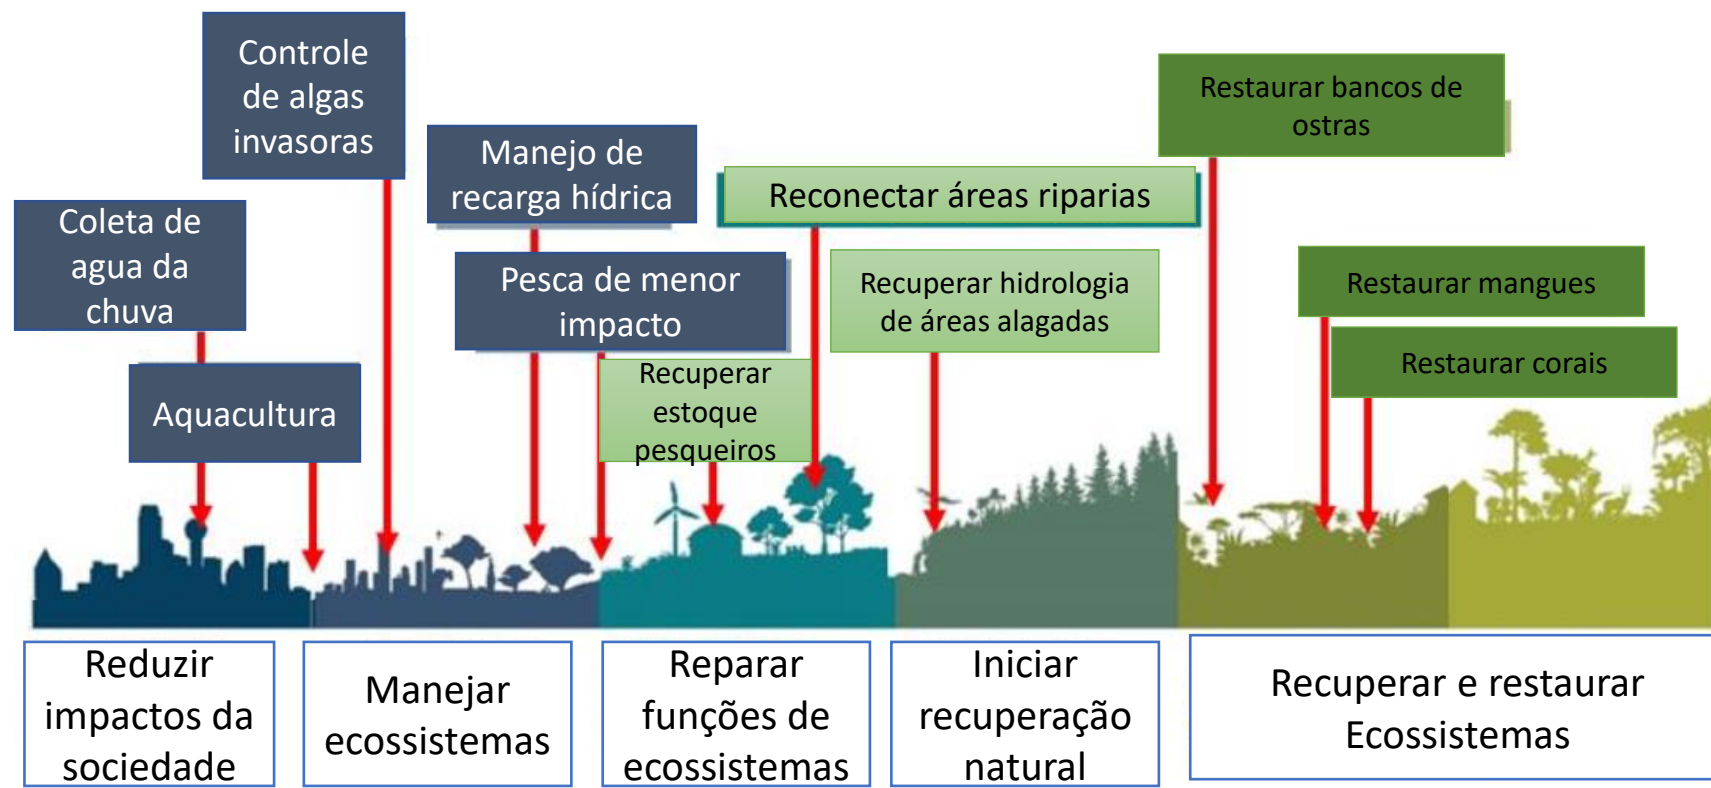 Controle
de algas
invasoras
Restaurar bancos de
ostras
Manejo de
recarga hídrica
Reconectar áreas riparias
Coleta de
agua da
chuva
Pesca de menor
impacto
Recuperar hidrologia
de áreas alagadas
Restaurar mangues
Restaurar corais
Aquacultura
Recuperar
estoque
pesqueiros
Reduzir
impactos da
sociedade
Manejar
ecossistemas
Reparar
funções de
ecossistemas
Iniciar
recuperação
natural
Recuperar e restaurar
Ecossistemas